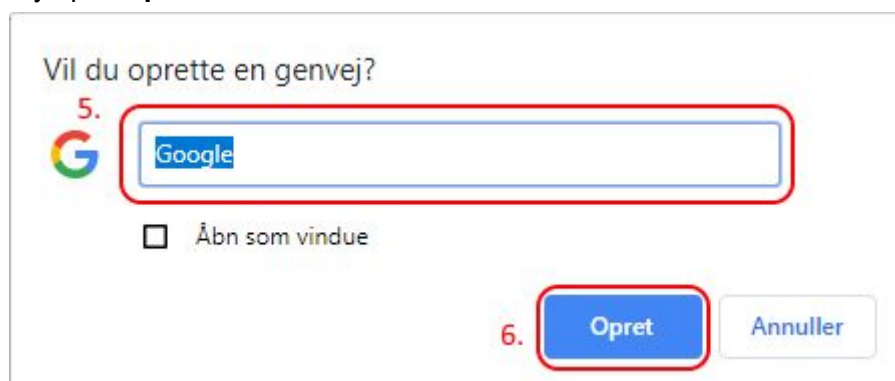 Vil du oprette en genvej?
5.
Google
Åbn som vindue
6.
Opret
Annuller